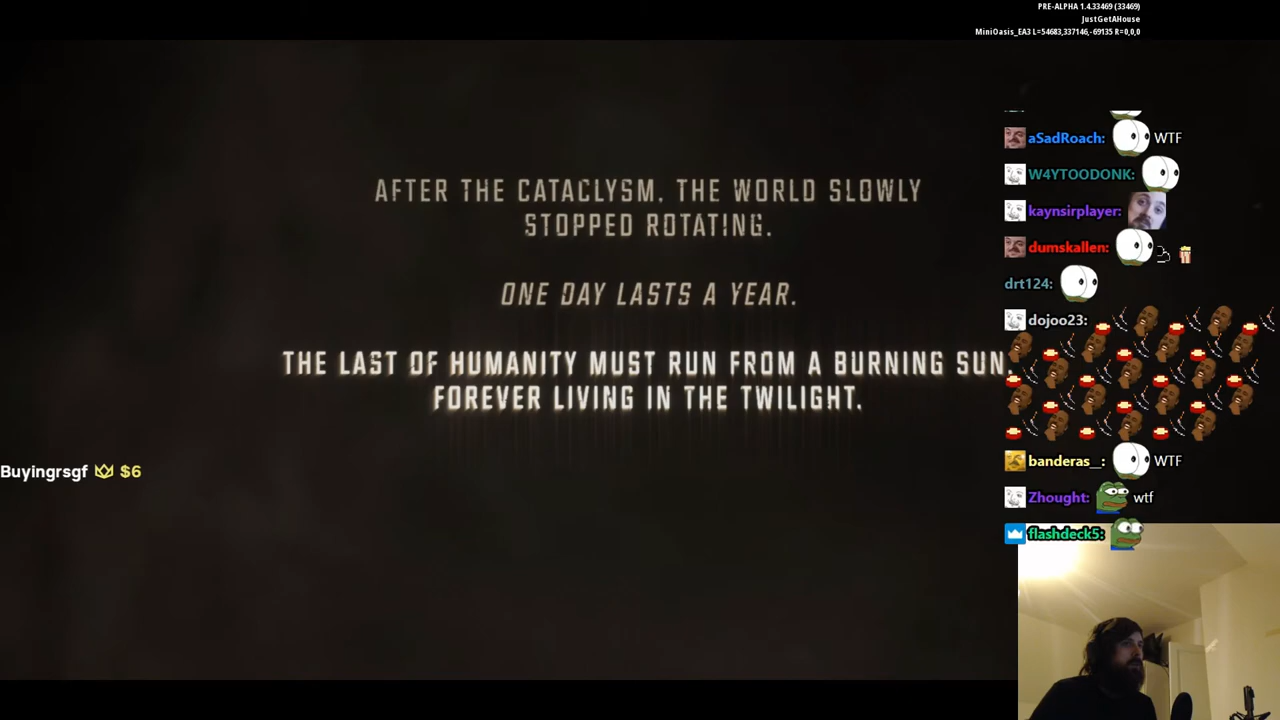 PRE-ALPHA 1.4.33469 (33469)
JustGetAHouse
MiniOasis_EA3 L=54683,337146,-69135 R=0,0,0
AFTER THE CATACLYSM, THE WORLD SLOWLY
STOPPED ROTATING.
ONE DAY LASTS A YEAR.
THE LAST OF HUMANITY MUST RUN FROM A BURNING SUN.
FOREVER LIVING IN THE TWILIGHT.
Buyingrsgf $6
aSadRoach: WTF
W4YTOODONK:
kaynsirplayer:
dumskallen:
drt124:
dojoo23:
banderas__: WTF
Zhought: wtf
flashdeck5: